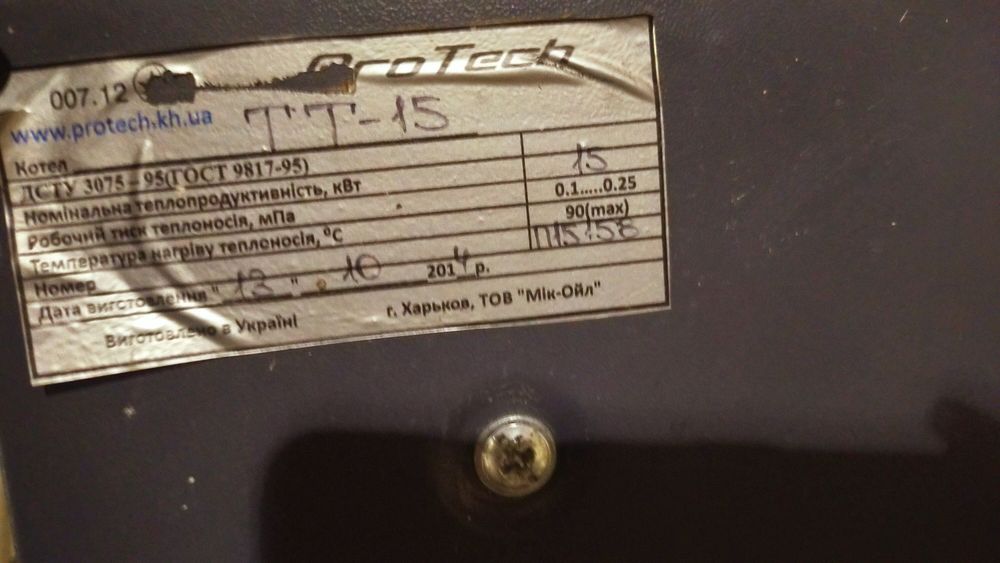 ProTech
007.12
www.protech.kh.ua
Котел ТТ-15
ДСТУ 3075-95(ГОСТ 9817-95)
Номінальна теплопродуктивність, кВт 15
Робочий тиск теплоносія, мПа 0.1.....0.25
Температура нагріву теплоносія,°С 90(max)
Номер П15158
Дата виготовлення "13" . 10 2014 р.
Виготовлено в Україні г. Харьков, ТОВ "Мік-Ойл"